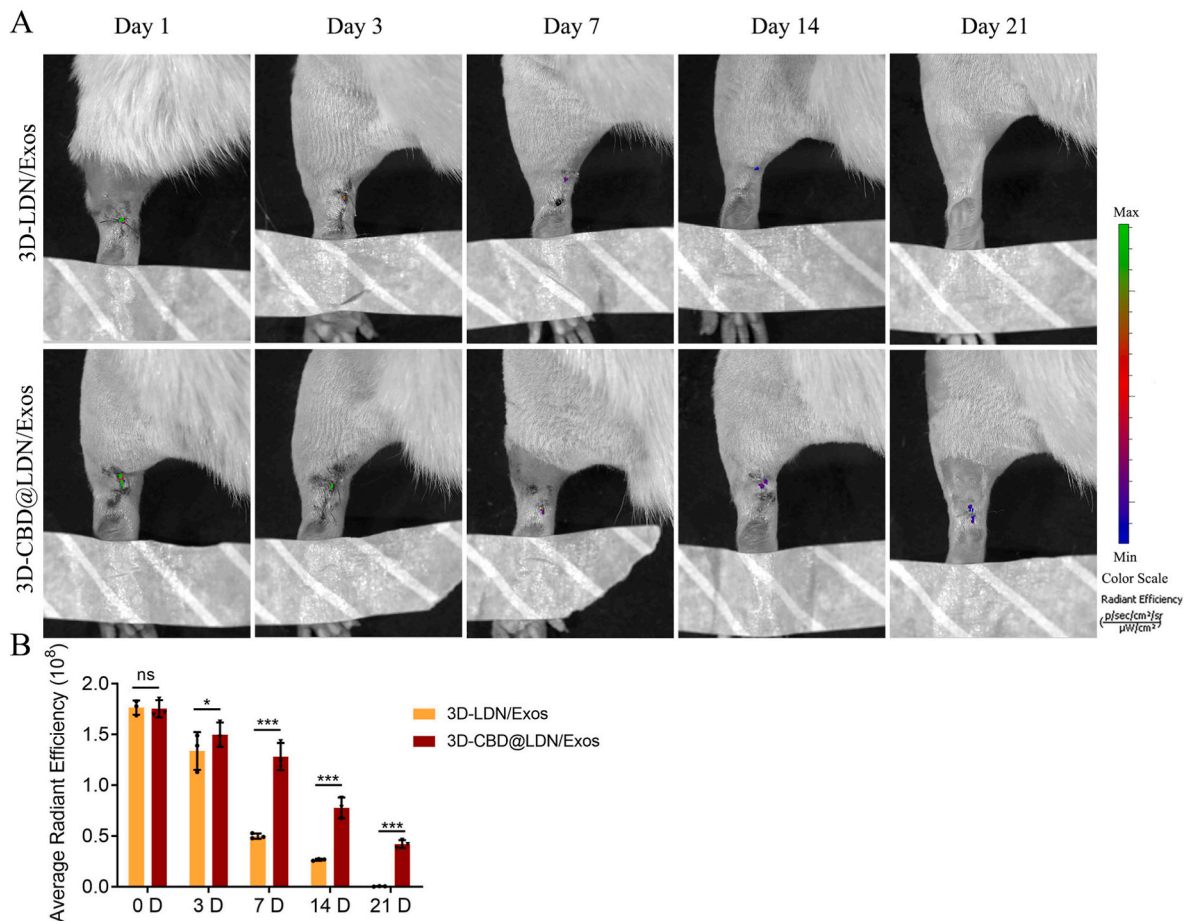 A
Day 1 Day 3 Day 7 Day 14 Day 21
3D-LDN/Exos
3D-CBD@LDN/Exos
Max
Min
Color Scale
Radiant Efficiency
(p/sec/cm²/sr
µW/cm²)
B
Average Radiant Efficiency (10⁸)
2.0
1.5
1.0
0.5
0.0
ns
*
***
***
***
3D-LDN/Exos
3D-CBD@LDN/Exos
0 D 3 D 7 D 14 D 21 D